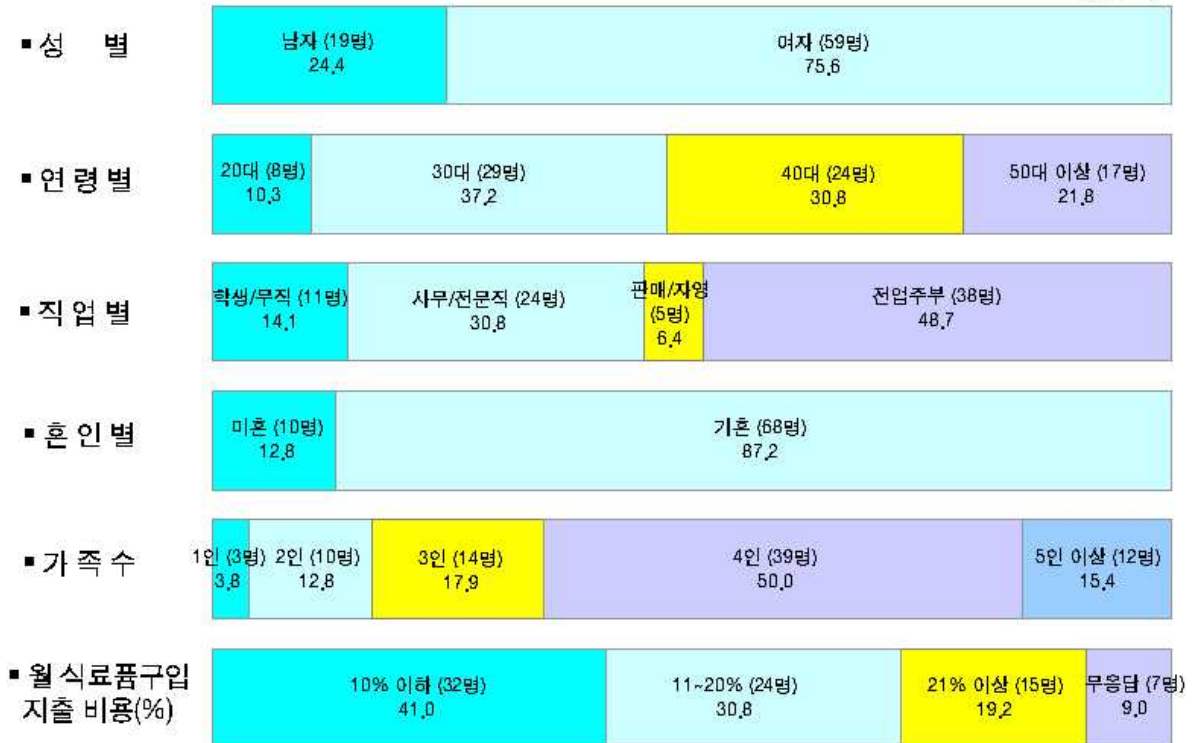 ▪ 성 별
남자 (19명)
24.4
여자 (59명)
75.6
▪ 연 령 별
20대 (8명)
10.3
30대 (29명)
37.2
40대 (24명)
30.8
50대 이상 (17명)
21.8
▪ 직 업 별
학생/무직 (11명)
14.1
사무/전문직 (24명)
30.8
판매/자영
(5명)
6.4
전업주부 (38명)
48.7
▪ 혼 인 별
미혼 (10명)
12.8
기혼 (68명)
87.2
▪ 가 족 수
1인 (3명)
3.8
2인 (10명)
12.8
3인 (14명)
17.9
4인 (39명)
50.0
5인 이상 (12명)
15.4
▪ 월 식료품구입
지출 비용(%)
10% 이하 (32명)
41.0
11~20% (24명)
30.8
21% 이상 (15명)
19.2
무응답 (7명)
9.0